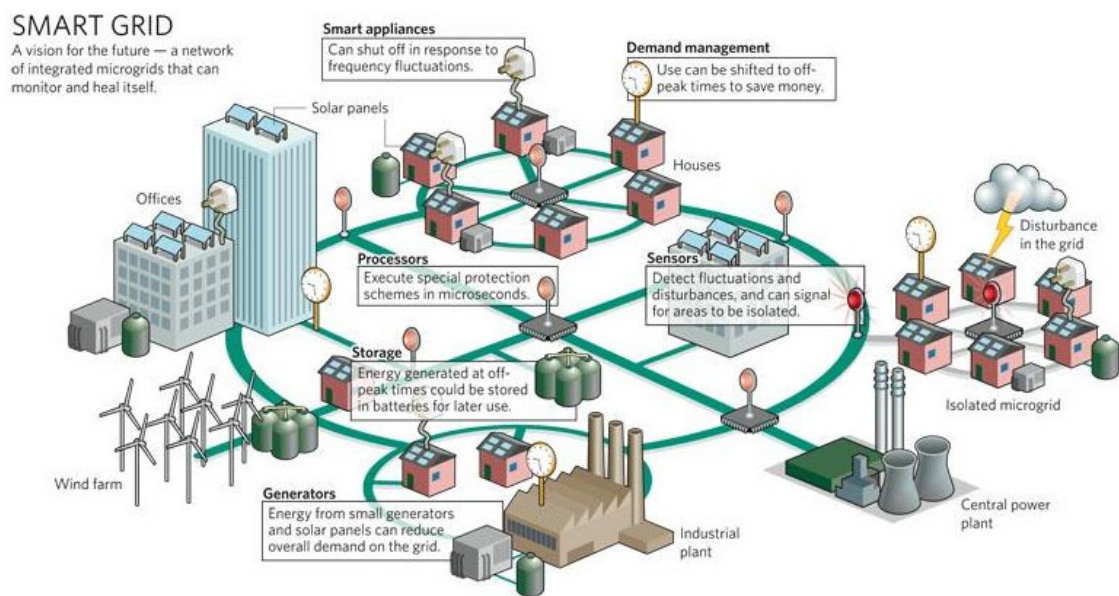 SMART GRID
A vision for the future — a network
of integrated microgrids that can
monitor and heal itself.
Smart appliances
Can shut off in response to
frequency fluctuations.
Demand management
Use can be shifted to off-
peak times to save money.
Solar panels
Houses
Offices
Disturbance
in the grid
Processors
Execute special protection
schemes in microseconds.
Sensors
Detect fluctuations and
disturbances, and can signal
for areas to be isolated.
Storage
Energy generated at off-
peak times could be stored
in batteries for later use.
Isolated microgrid
Wind farm
Generators
Energy from small generators
and solar panels can reduce
overall demand on the grid.
Industrial
plant
Central power
plant